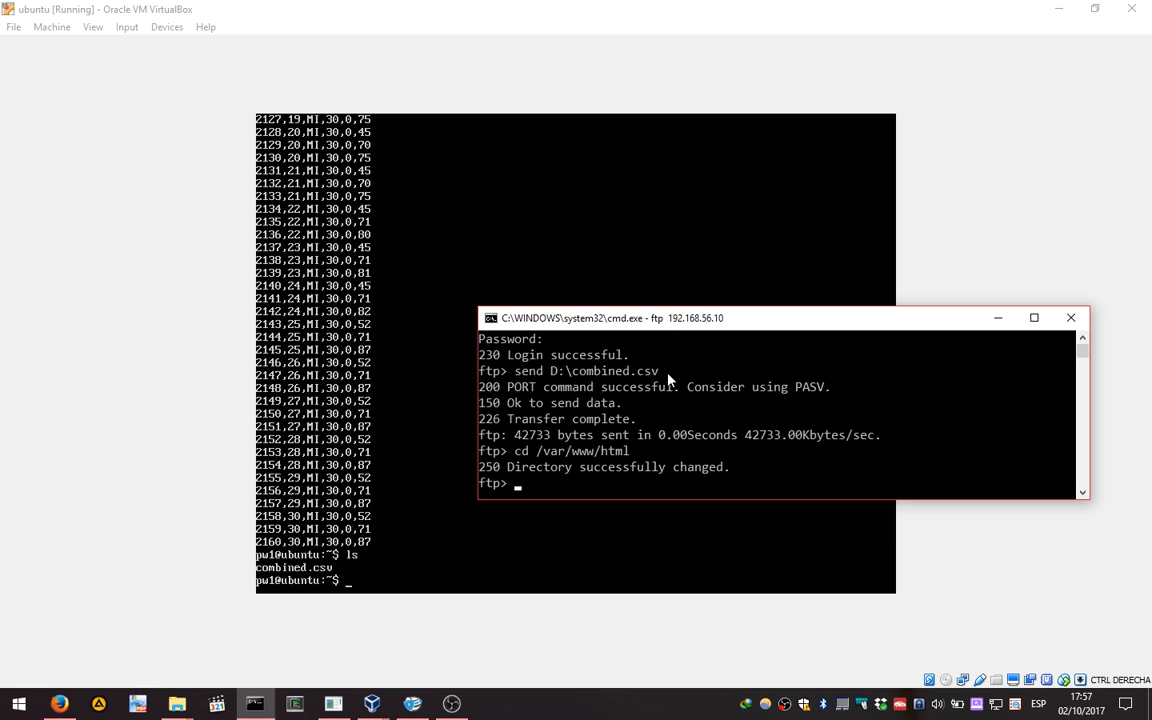 ubuntu [Running] - Oracle VM VirtualBox
File Machine View Input Devices Help
2127,19,MI,30,0,75
2128,20,MI,30,0,45
2129,20,MI,30,0,70
2130,20,MI,30,0,75
2131,21,MI,30,0,45
2132,21,MI,30,0,70
2133,21,MI,30,0,75
2134,22,MI,30,0,45
2135,22,MI,30,0,71
2136,22,MI,30,0,80
2137,23,MI,30,0,45
2138,23,MI,30,0,71
2139,23,MI,30,0,81
2140,24,MI,30,0,45
2141,24,MI,30,0,71
2142,24,MI,30,0,82
2143,25,MI,30,0,52
2144,25,MI,30,0,71
2145,25,MI,30,0,87
2146,26,MI,30,0,52
2147,26,MI,30,0,71
2148,26,MI,30,0,87
2149,27,MI,30,0,52
2150,27,MI,30,0,71
2151,27,MI,30,0,87
2152,28,MI,30,0,52
2153,28,MI,30,0,71
2154,28,MI,30,0,87
2155,29,MI,30,0,52
2156,29,MI,30,0,71
2157,29,MI,30,0,87
2158,30,MI,30,0,52
2159,30,MI,30,0,71
2160,30,MI,30,0,87
pw1@ubuntu:~$ ls
combined.csv
pw1@ubuntu:~$ _
C:\WINDOWS\system32\cmd.exe - ftp 192.168.56.10
Password:
230 Login successful.
ftp> send D:\combined.csv
200 PORT command successful. Consider using PASV.
150 Ok to send data.
226 Transfer complete.
ftp: 42733 bytes sent in 0.00Seconds 42733.00Kbytes/sec.
ftp> cd /var/www/html
250 Directory successfully changed.
ftp> _
CTRL DERECHA
ESP
17:57
02/10/2017